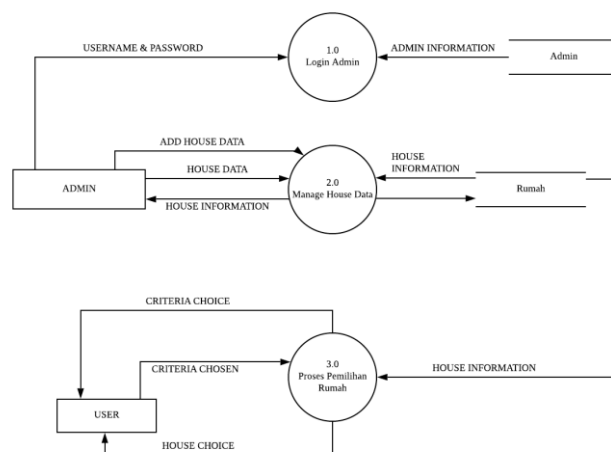 USERNAME & PASSWORD
1.0
Login Admin
ADMIN INFORMATION
Admin
ADD HOUSE DATA
HOUSE DATA
ADMIN
HOUSE INFORMATION
2.0
Manage House Data
HOUSE
INFORMATION
Rumah
CRITERIA CHOICE
CRITERIA CHOSEN
3.0
Proses Pemilihan
Rumah
HOUSE INFORMATION
USER
HOUSE CHOICE